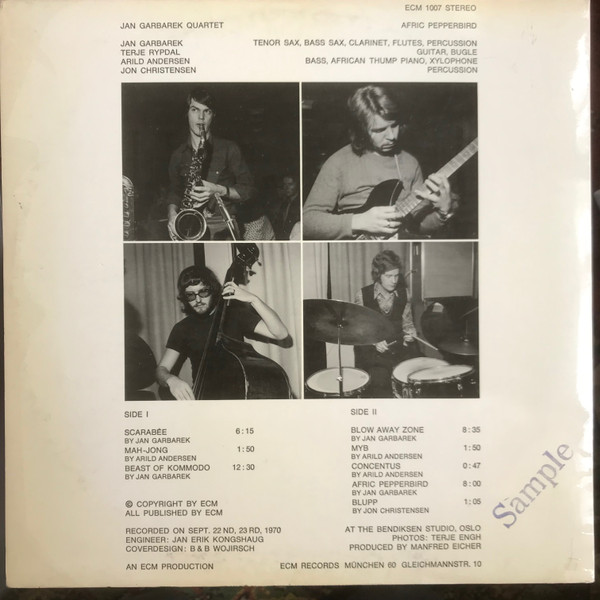 ECM 1007 STEREO
JAN GARBAREK QUARTET AFRIC PEPPERBIRD
JAN GARBAREK TENOR SAX, BASS SAX, CLARINET, FLUTES, PERCUSSION
TERJE RYPDAL GUITAR, BUGLE
ARILD ANDERSEN BASS, AFRICAN THUMP PIANO, XYLOPHONE
JON CHRISTENSEN PERCUSSION
SIDE I
SCARABÉE 6:15
BY JAN GARBAREK
MAH-JONG 1:50
BY ARILD ANDERSEN
BEAST OF KOMMODO 12:30
BY JAN GARBAREK
SIDE II
BLOW AWAY ZONE 8:35
BY JAN GARBAREK
MYB 1:50
BY ARILD ANDERSEN
CONCENTUS 0:47
BY ARILD ANDERSEN
AFRIC PEPPERBIRD 8:00
BY JAN GARBAREK
BLUPP 1:05
BY JON CHRISTENSEN
Sample
© COPYRIGHT BY ECM
ALL PUBLISHED BY ECM
RECORDED ON SEPT. 22 ND, 23 RD, 1970
ENGINEER: JAN ERIK KONGSHAUG
COVERDESIGN: B & B WOJIRSCH
AT THE BENDIKSEN STUDIO, OSLO
PHOTOS: TERJE ENGH
PRODUCED BY MANFRED EICHER
AN ECM PRODUCTION ECM RECORDS MÜNCHEN 60 GLEICHMANNSTR. 10